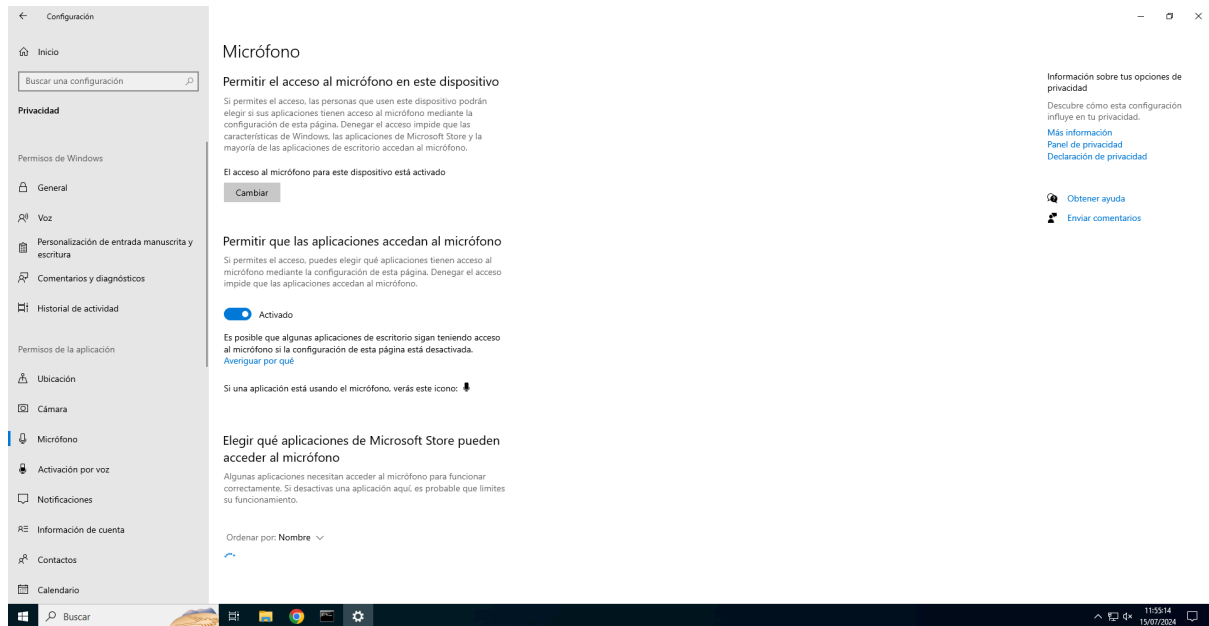 Configuración
Inicio
Buscar una configuración
Privacidad
Permisos de Windows
General
Voz
Personalización de entrada manuscrita y
escritura
Comentarios y diagnósticos
Historial de actividad
Permisos de la aplicación
Ubicación
Cámara
Micrófono
Activación por voz
Notificaciones
Información de cuenta
Contactos
Calendario
Micrófono
Permitir el acceso al micrófono en este dispositivo
Si permites el acceso, las personas que usen este dispositivo podrán
elegir si sus aplicaciones tienen acceso al micrófono mediante la
configuración de esta página. Denegar el acceso impide que las
características de Windows, las aplicaciones de Microsoft Store y la
mayoría de las aplicaciones de escritorio accedan al micrófono.
El acceso al micrófono para este dispositivo está activado
Cambiar
Permitir que las aplicaciones accedan al micrófono
Si permites el acceso, puedes elegir qué aplicaciones tienen acceso al
micrófono mediante la configuración de esta página. Denegar el acceso
impide que las aplicaciones accedan al micrófono.
Activado
Es posible que algunas aplicaciones de escritorio sigan teniendo acceso
al micrófono si la configuración de esta página está desactivada.
Averiguar por qué
Si una aplicación está usando el micrófono, verás este icono:
Elegir qué aplicaciones de Microsoft Store pueden
acceder al micrófono
Algunas aplicaciones necesitan acceder al micrófono para funcionar
correctamente. Si desactivas una aplicación aquí, es probable que limites
su funcionamiento.
Ordenar por: Nombre
Información sobre tus opciones de
privacidad
Descubre cómo esta configuración
influye en tu privacidad.
Más información
Panel de privacidad
Declaración de privacidad
Obtener ayuda
Enviar comentarios
Buscar
11:55:14
15/07/2024